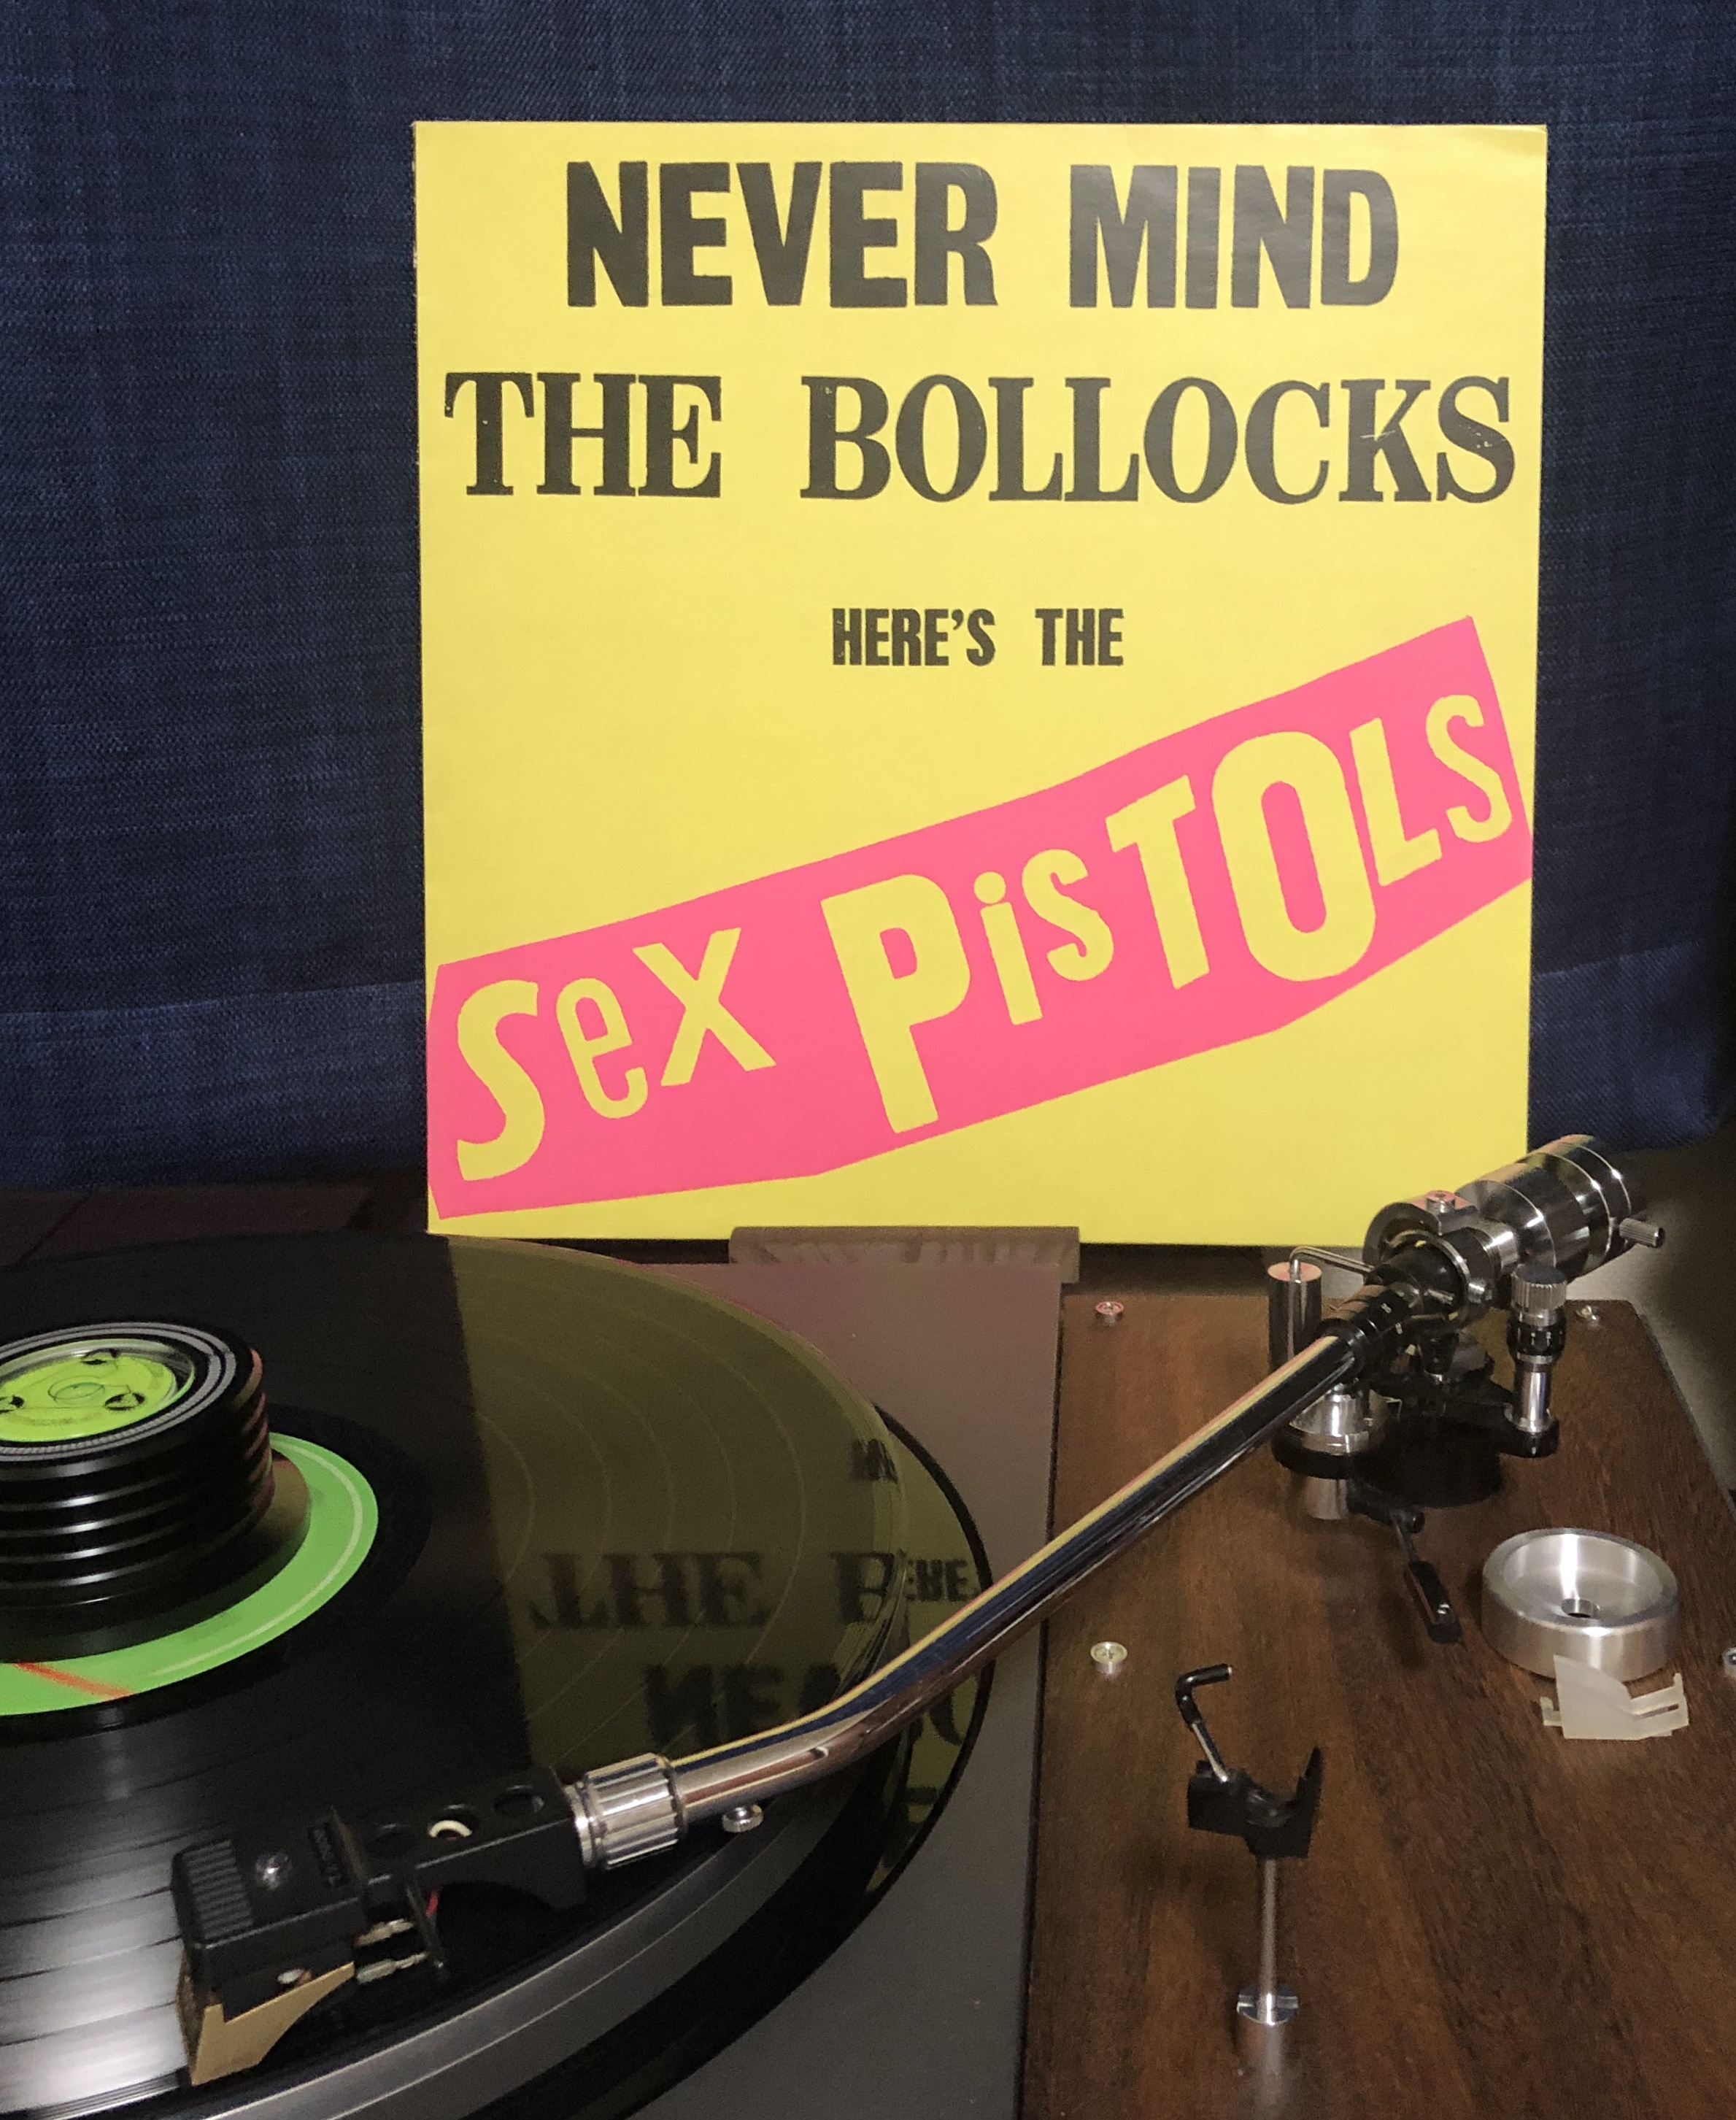 NEVER MIND
THE BOLLOCKS
HERE'S THE
Sex PisTOLS